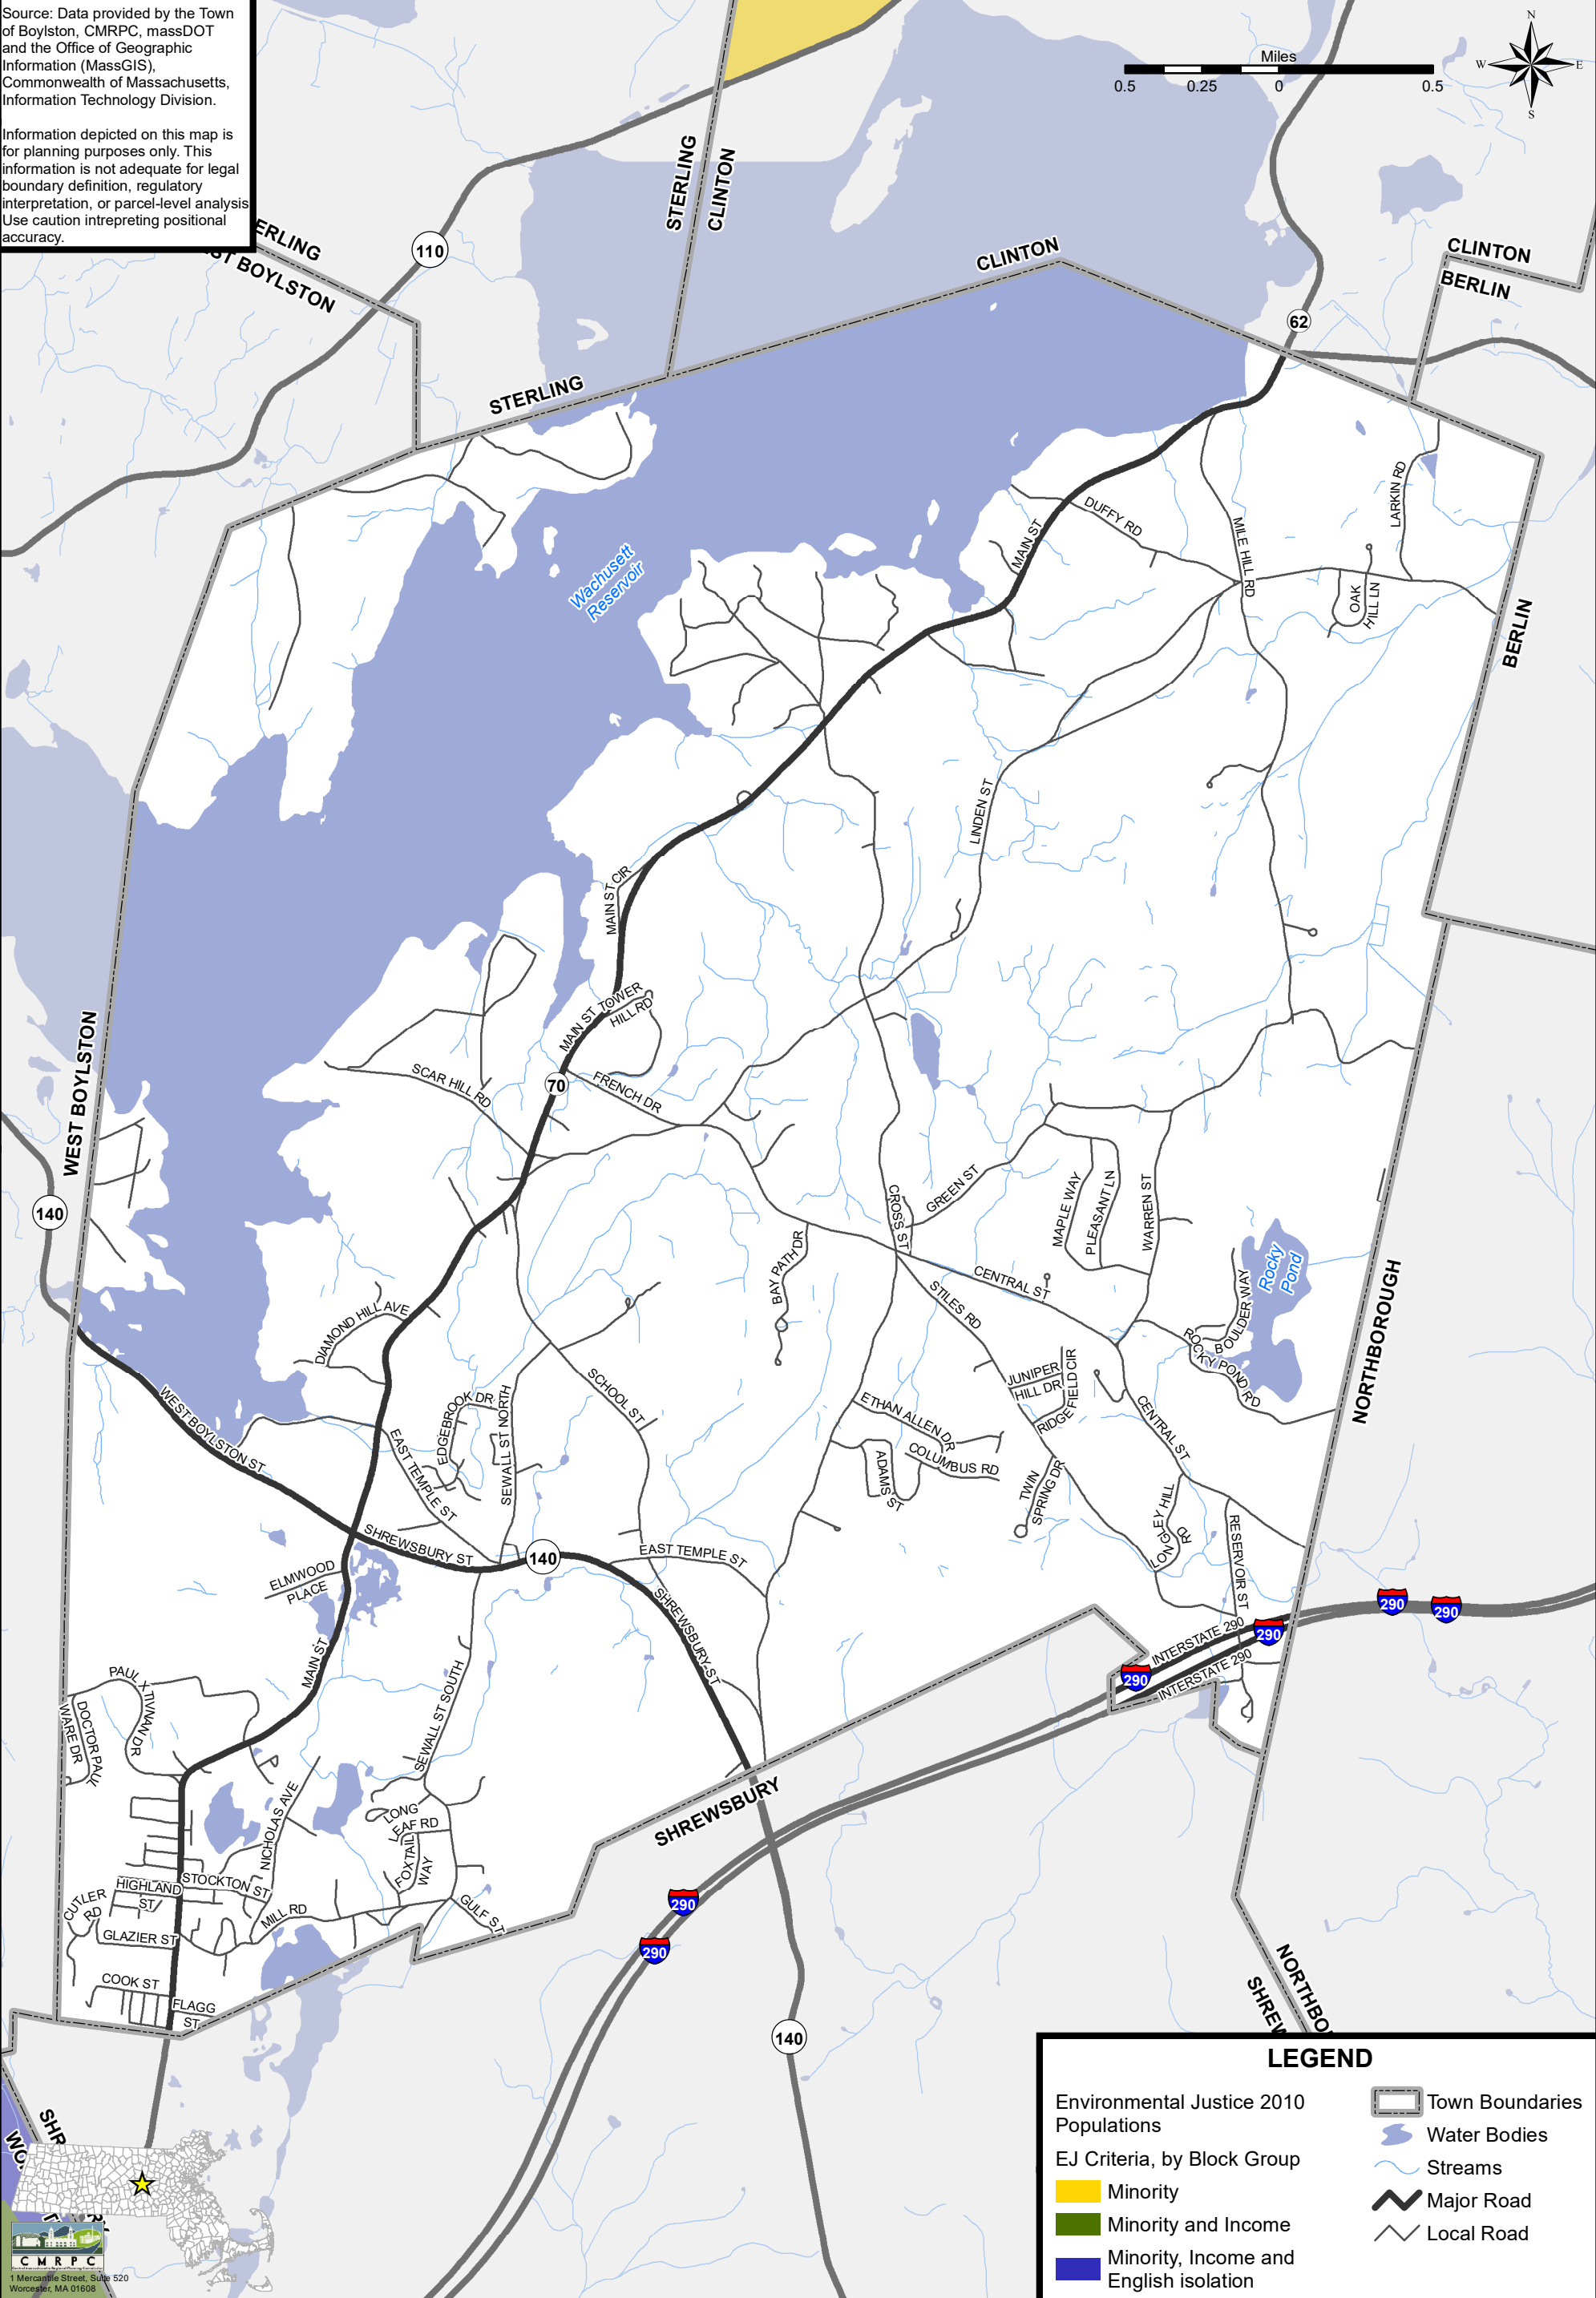 Source: Data provided by the Town
of Boylston, CMRPC, massDOT
and the Office of Geographic
Information (MassGIS),
Commonwealth of Massachusetts,
Information Technology Division.
Information depicted on this map is
for planning purposes only. This
information is not adequate for legal
boundary definition, regulatory
interpretation, or parcel-level analysis
Use caution intrepreting positional
accuracy.
Miles
0.5 0.25 0 0.5
N
W E
S
STERLING
CLINTON
ERLING
ST BOYLSTON
110
CLINTON
CLINTON
BERLIN
62
STERLING
LARKIN RD
DUFFY RD
MAIN ST
MILE HILL RD
OAK
HILL LN
BERLIN
Wachusett
Reservoir
LINDEN ST
MAIN ST CIR
MAIN ST
TOWER
HILL RD
WEST BOYLSTON
SCAR HILL RD
70
FRENCH DR
140
CROSS ST
GREEN ST
MAPLE WAY
PLEASANT LN
WARREN ST
BAY PATH DR
CENTRAL ST
STILES RD
Rocky
Pond
BOULDER WAY
ROCKY POND RD
NORTHBOROUGH
DIAMOND HILL AVE
SCHOOL ST
JUNIPER
HILL DR
RIDGEFIELD CIR
WEST BOYLSTON ST
EDGEBROOK DR
SEWALL ST NORTH
EAST TEMPLE ST
ETHAN ALLEN DR
COLUMBUS RD
ADAMS ST
CENTRAL ST
TWIN
SPRING DR
LONGLEY HILL
RD
RESERVOIR ST
SHREWSBURY ST
140
EAST TEMPLE ST
ELMWOOD
PLACE
SHREWSBURY ST
INTERSTATE 290
INTERSTATE 290
290
290
290
290
MAIN ST
PAUL X TIVNAN DR
DOCTOR PAUL
WARE DR
SEWALL ST SOUTH
SHREWSBURY
NICHOLAS AVE
LONG
LEAF RD
FOXTAIL
WAY
STOCKTON ST
HIGHLAND
ST
CUTLER
RD
MILL RD
GULF ST
GLAZIER ST
290
290
COOK ST
FLAGG
ST
140
NORTHBO
SHREW
SHR
WO
LEGEND
Environmental Justice 2010
Populations
EJ Criteria, by Block Group
Minority
Minority and Income
Minority, Income and
English isolation
Town Boundaries
Water Bodies
Streams
Major Road
Local Road
CMRPC
1 Mercantile Street, Suite 520
Worcester, MA 01608